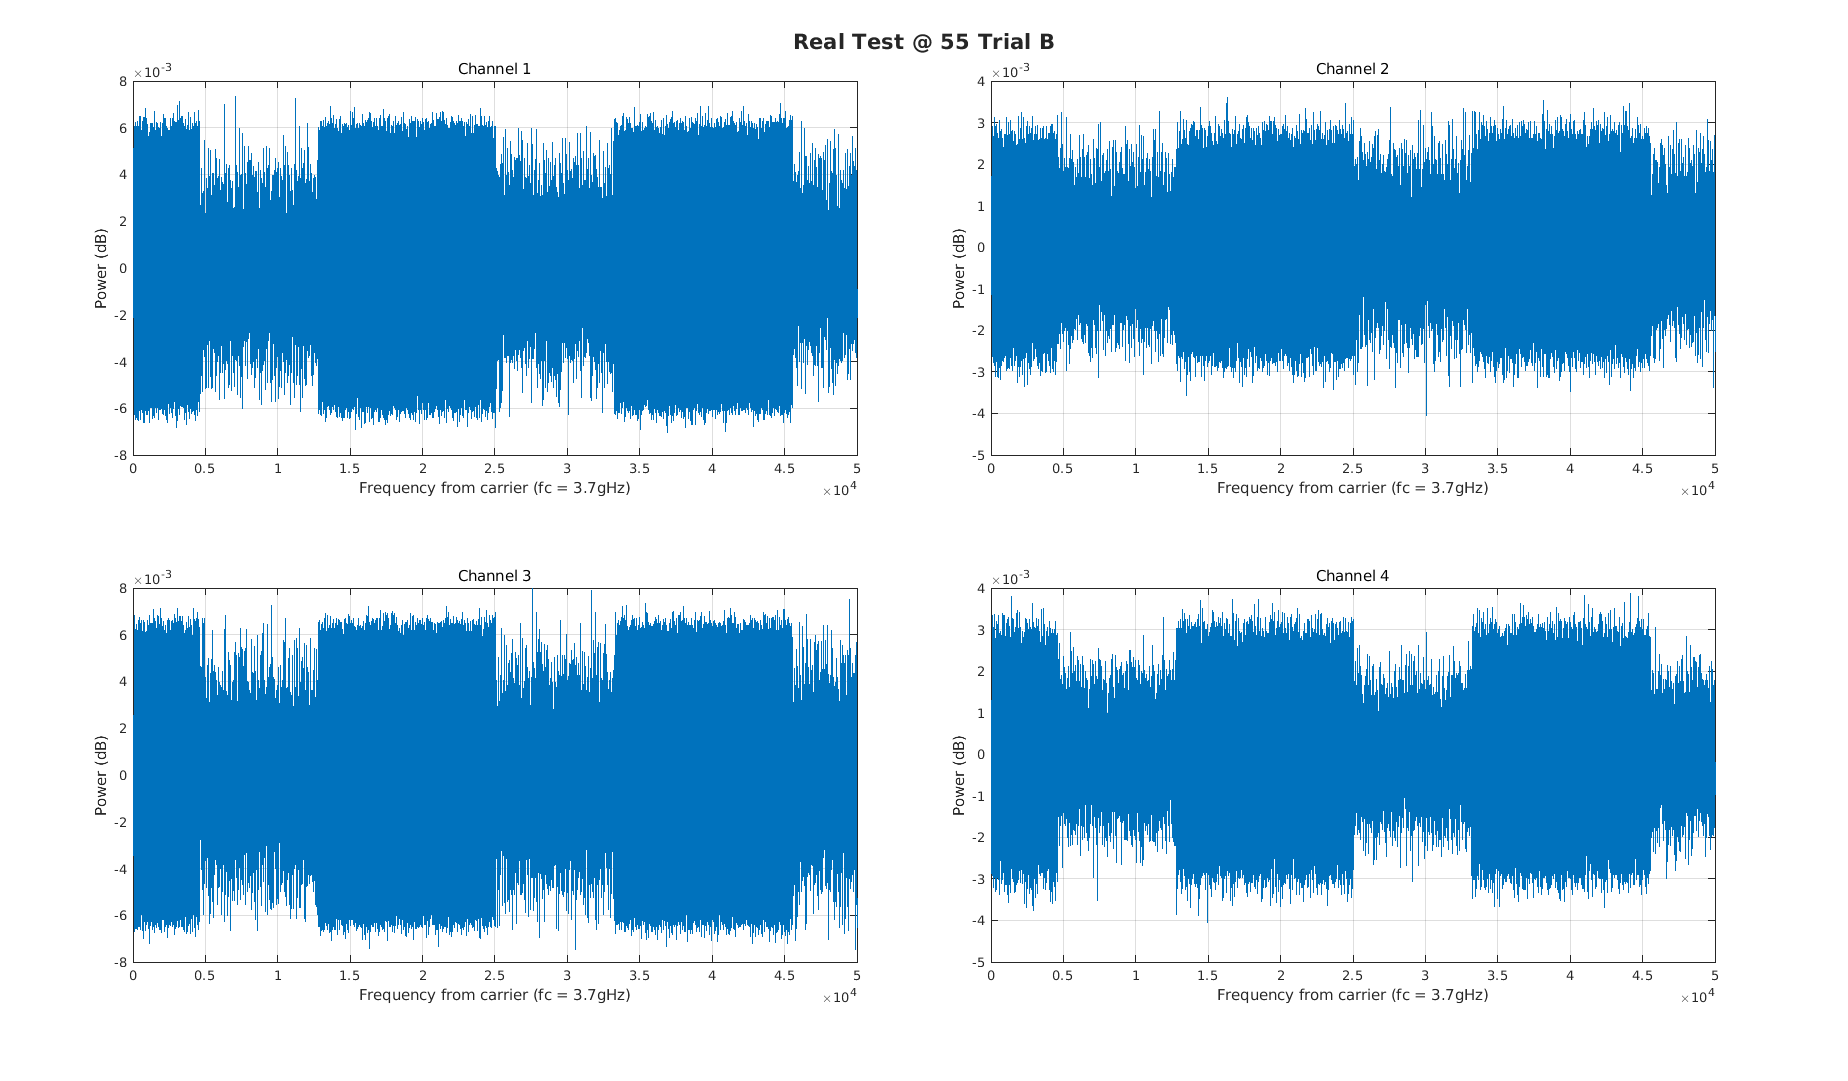 Real Test @ 55 Trial B
Channel 1
×10-3
8
6
4
2
0
-2
-4
-6
-8
Power (dB)
0 0.5 1 1.5 2 2.5 3 3.5 4 4.5 5
Frequency from carrier (fc = 3.7gHz)
×104
Channel 2
×10-3
4
3
2
1
0
-1
-2
-3
-4
-5
Power (dB)
0 0.5 1 1.5 2 2.5 3 3.5 4 4.5 5
Frequency from carrier (fc = 3.7gHz)
×104
Channel 3
×10-3
8
6
4
2
0
-2
-4
-6
-8
Power (dB)
0 0.5 1 1.5 2 2.5 3 3.5 4 4.5 5
Frequency from carrier (fc = 3.7gHz)
×104
Channel 4
×10-3
4
3
2
1
0
-1
-2
-3
-4
-5
Power (dB)
0 0.5 1 1.5 2 2.5 3 3.5 4 4.5 5
Frequency from carrier (fc = 3.7gHz)
×104